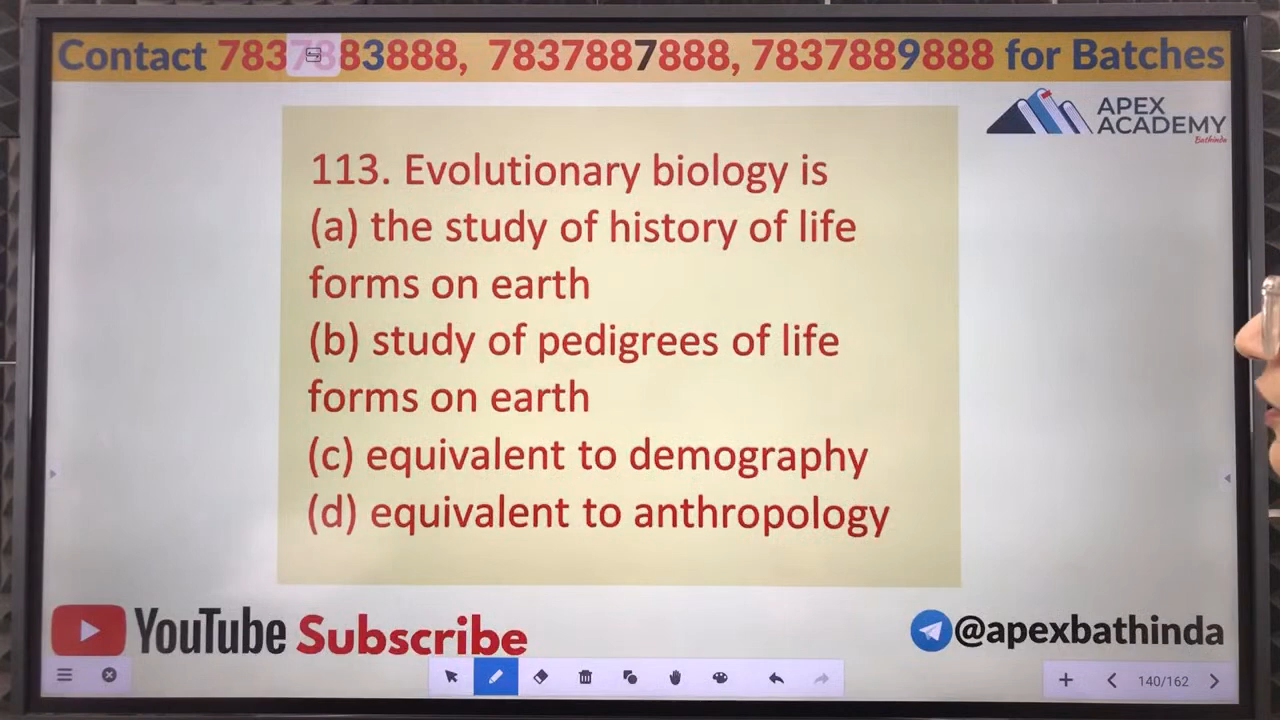 Contact 7837883888, 7837887888, 7837889888 for Batches
APEX
ACADEMY
Bathinda
113. Evolutionary biology is
(a) the study of history of life
forms on earth
(b) study of pedigrees of life
forms on earth
(c) equivalent to demography
(d) equivalent to anthropology
YouTube Subscribe
@apexbathinda
140/162